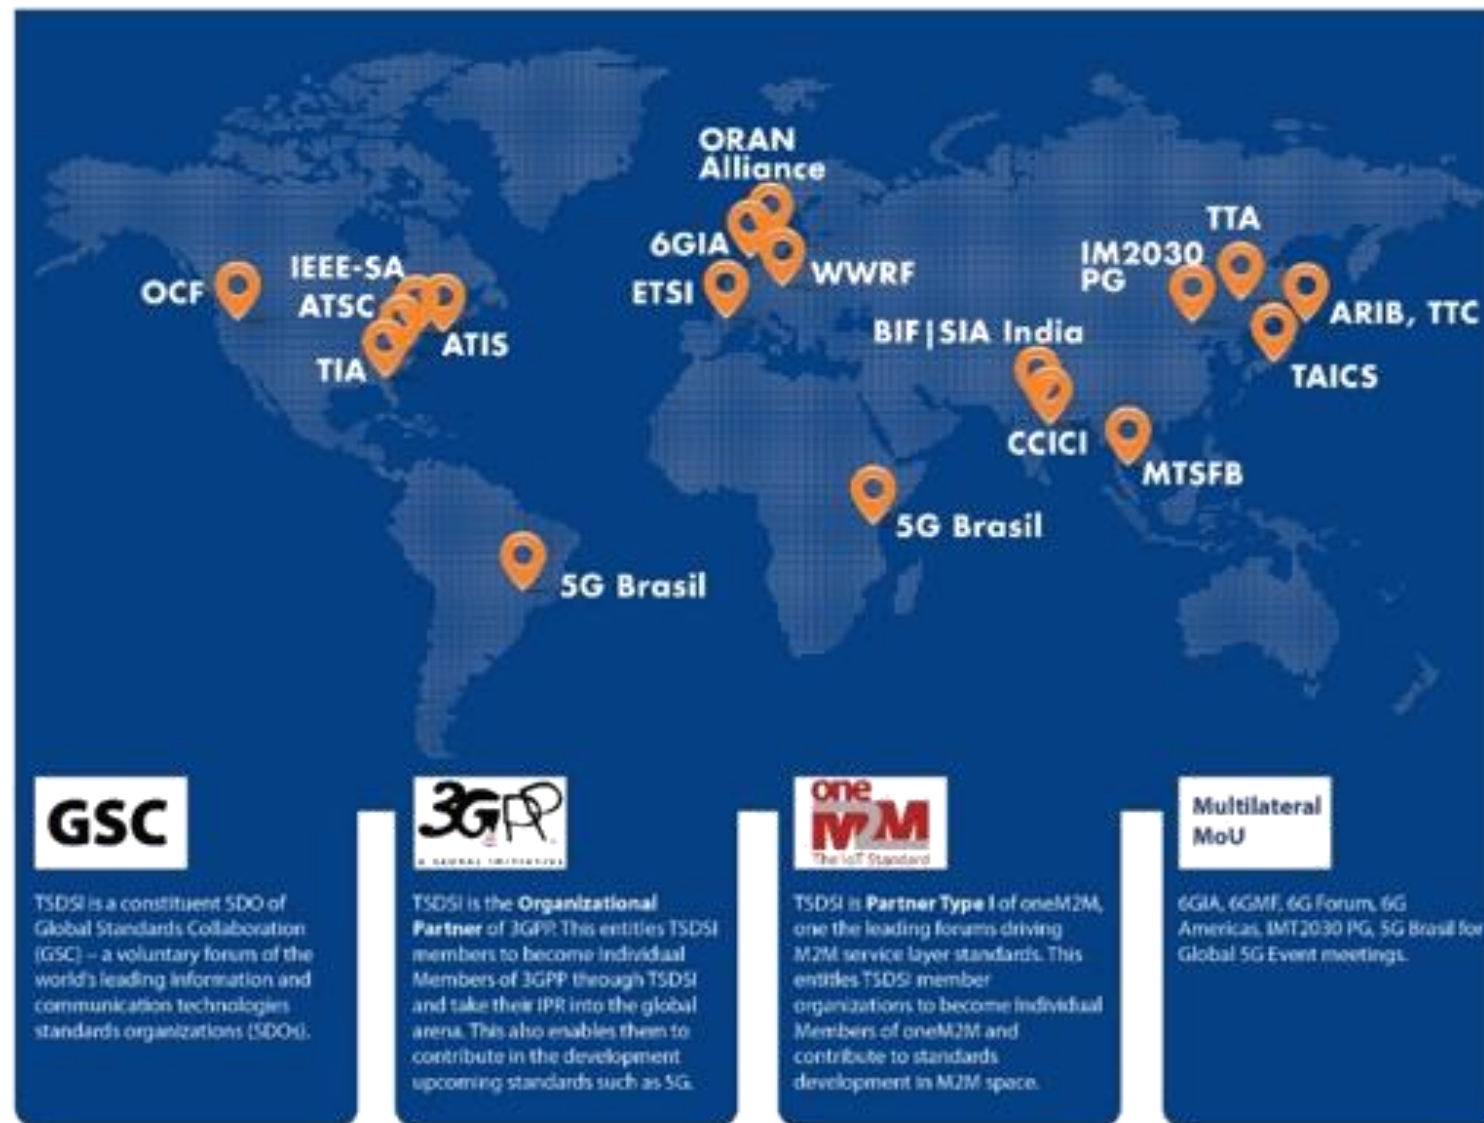 ORAN
Alliance
6GIA
ETSI
WWRF
OCF
IEEE-SA
ATSC
TIA
ATIS
TTA
IM2030
PG
ARIB, TTC
TAICS
BIF|SIA India
CCICI
MTSFB
5G Brasil
5G Brasil
GSC
TSDSI is a constituent SDO of
Global Standards Collaboration
(GSC) – a voluntary forum of the
world's leading information and
communication technologies
standards organizations (SDOs).
3GPP
A GLOBAL INITIATIVE
TSDSI is the Organizational
Partner of 3GPP. This entitles TSDSI
members to become Individual
Members of 3GPP through TSDSI
and take their IPR into the global
arena. This also enables them to
contribute in the development
upcoming standards such as 5G.
one
M2M
The IoT Standard
TSDSI is Partner Type I of oneM2M,
one the leading forums driving
M2M service layer standards. This
entitles TSDSI member
organizations to become Individual
Members of oneM2M and
contribute to standards
development in M2M space.
Multilateral
MoU
6GIA, 6GMF, 6G Forum, 6G
Americas, IMT2030 PG, 5G Brasil for
Global 5G Event meetings.